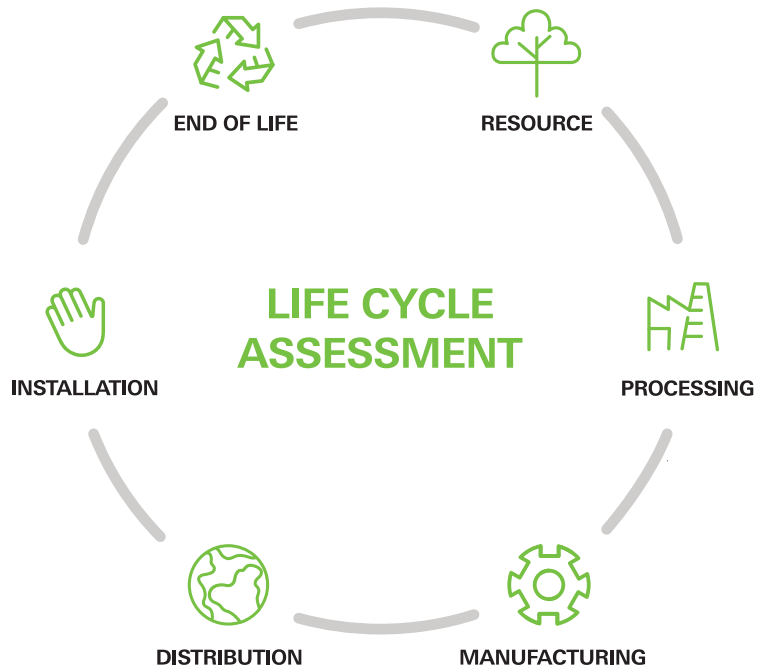 END OF LIFE
RESOURCE
LIFE CYCLE
ASSESSMENT
INSTALLATION
PROCESSING
DISTRIBUTION
MANUFACTURING